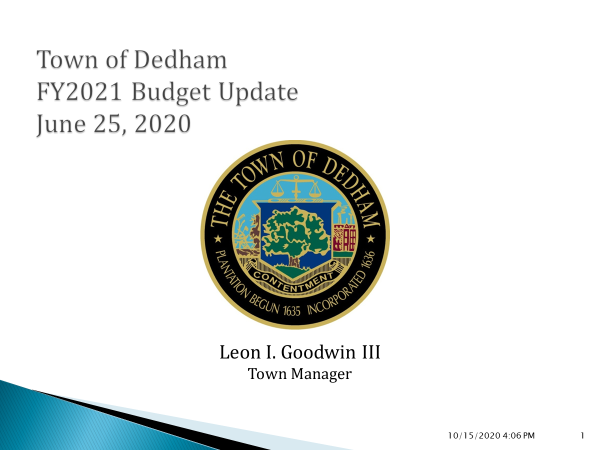 Town of Dedham
FY2021 Budget Update
June 25, 2020
THE TOWN OF DEDHAM
CONTENTMENT
PLANTATION BEGUN 1635 INCORPORATED 1636
Leon I. Goodwin III
Town Manager
10/15/2020 4:06 PM 1